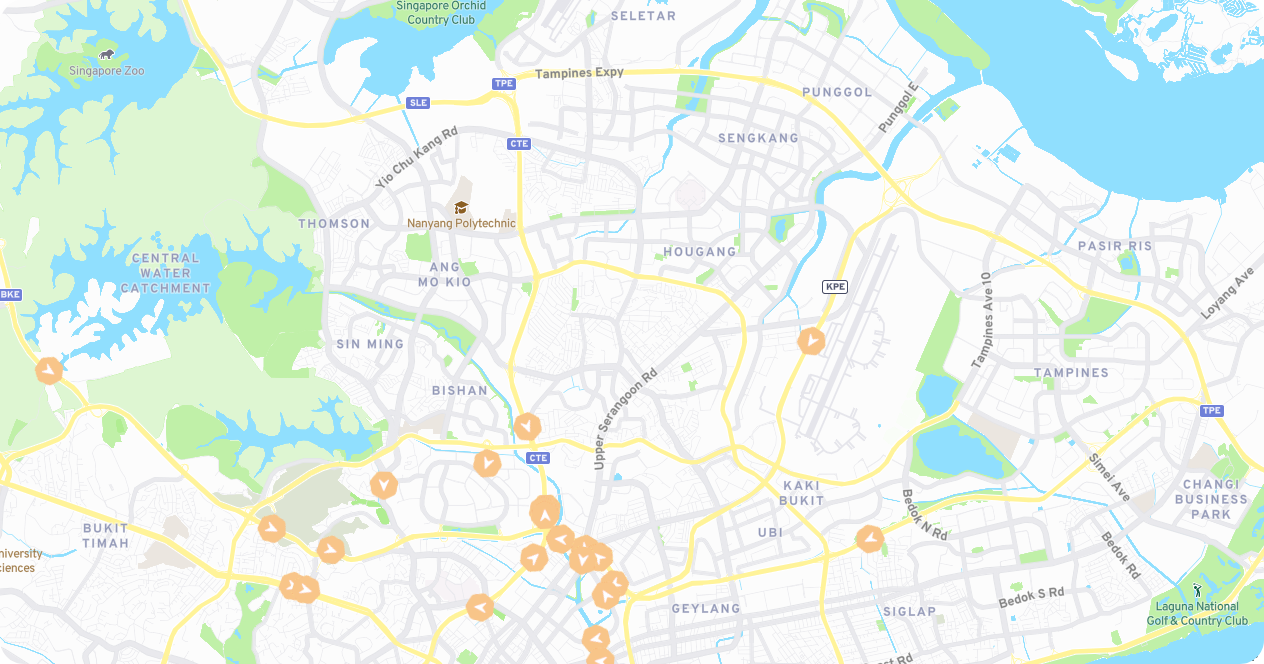 Singapore Orchid
Country Club
SELETAR
Singapore Zoo
TPE
Tampines Expy
SLE
PUNGGOL
Punggol E
CTE
SENGKANG
Yio Chu Kang Rd
THOMSON
Nanyang Polytechnic
HOUGANG
PASIR RIS
CENTRAL
WATER
CATCHMENT
ANG
MO KIO
BKE
KPE
Loyang Ave
Tampines Ave 10
SIN MING
TAMPINES
BISHAN
Upper Serangoon Rd
TPE
CTE
Simei Ave
KAKI
BUKIT
CHANGI
BUSINESS
PARK
Bedok N Rd
BUKIT
TIMAH
UBI
Bedok Rd
niversity
ciences
Bedok S Rd
GEYLANG
SIGLAP
Laguna National
Golf & Country Club
st Rd